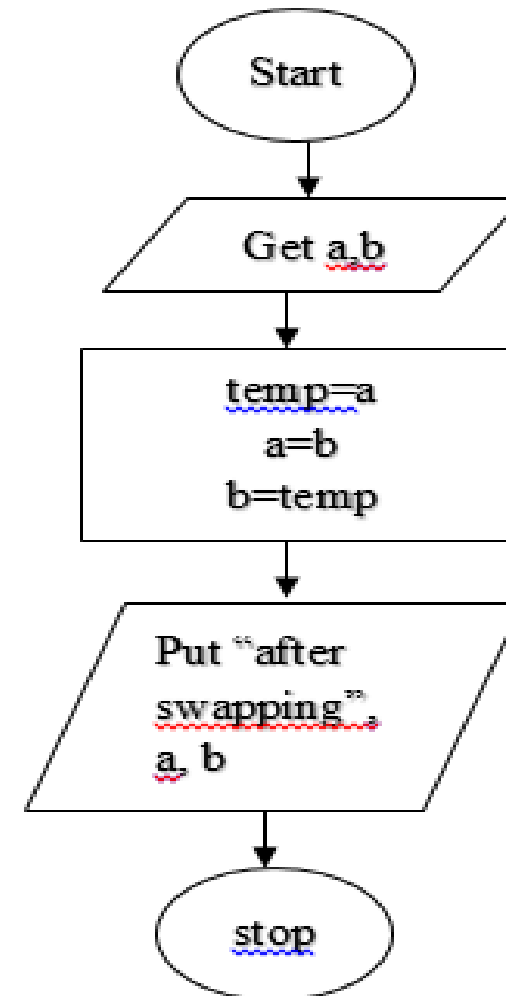 Start
Get a,b
temp=a
a=b
b=temp
Put “after
swapping”,
a, b
stop